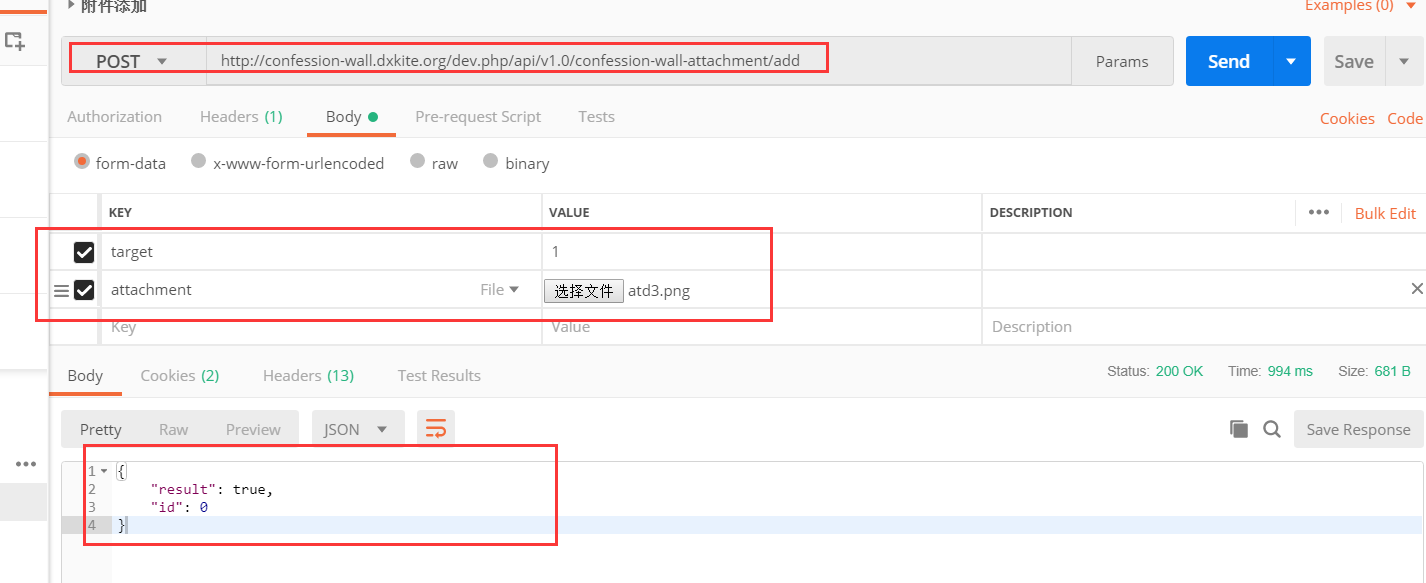 附件添加 Examples (0)
POST http://confession-wall.dxkite.org/dev.php/api/v1.0/confession-wall-attachment/add Params Send Save
Authorization Headers (1) Body Pre-request Script Tests Cookies Code
form-data x-www-form-urlencoded raw binary
KEY VALUE DESCRIPTION ••• Bulk Edit
target 1
attachment File 选择文件 atd3.png
Key Value Description
Body Cookies (2) Headers (13) Test Results Status: 200 OK Time: 994 ms Size: 681 B
Pretty Raw Preview JSON Save Response
1 {
2 "result": true,
3 "id": 0
4 }